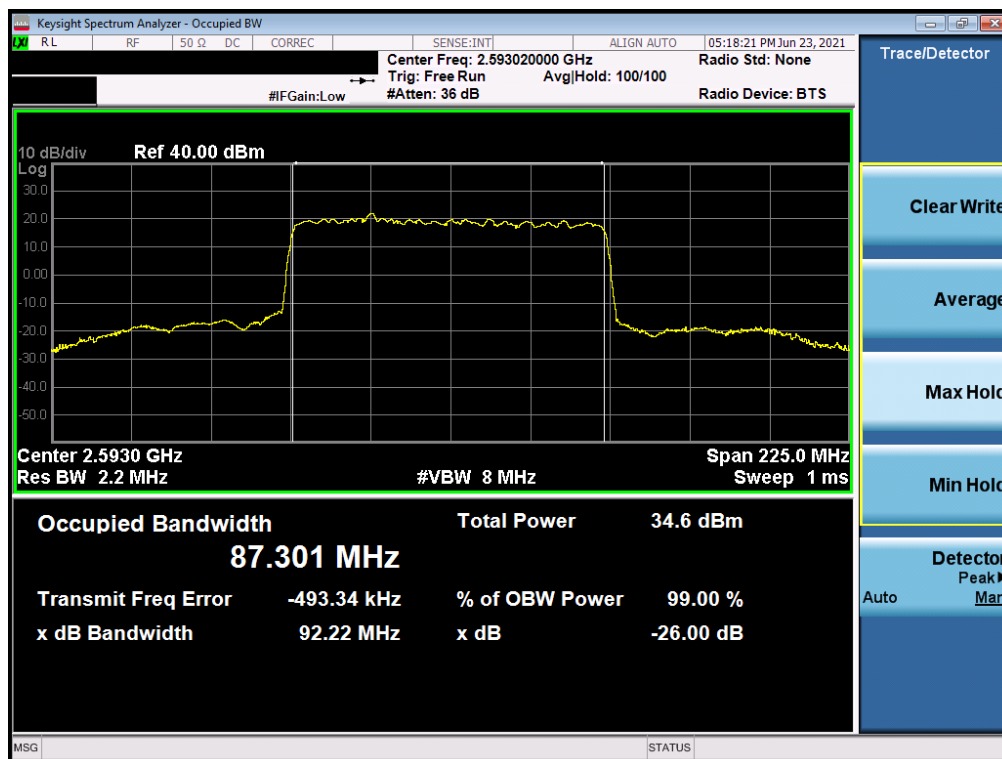 Keysight Spectrum Analyzer - Occupied BW
LXI RL RF 50 Ω DC CORREC SENSE:INT ALIGN AUTO 05:18:21 PM Jun 23, 2021
Center Freq: 2.593020000 GHz Radio Std: None
Trig: Free Run Avg|Hold: 100/100
#IFGain:Low #Atten: 36 dB Radio Device: BTS
Trace/Detector
10 dB/div Ref 40.00 dBm
Log
30.0
20.0
10.0
0.00
-10.0
-20.0
-30.0
-40.0
-50.0
Center 2.5930 GHz Span 225.0 MHz
Res BW 2.2 MHz #VBW 8 MHz Sweep 1 ms
Clear Write
Average
Max Hold
Min Hold
Detector
Peak▶
Auto Man
Occupied Bandwidth Total Power 34.6 dBm
87.301 MHz
Transmit Freq Error -493.34 kHz % of OBW Power 99.00 %
x dB Bandwidth 92.22 MHz x dB -26.00 dB
MSG STATUS